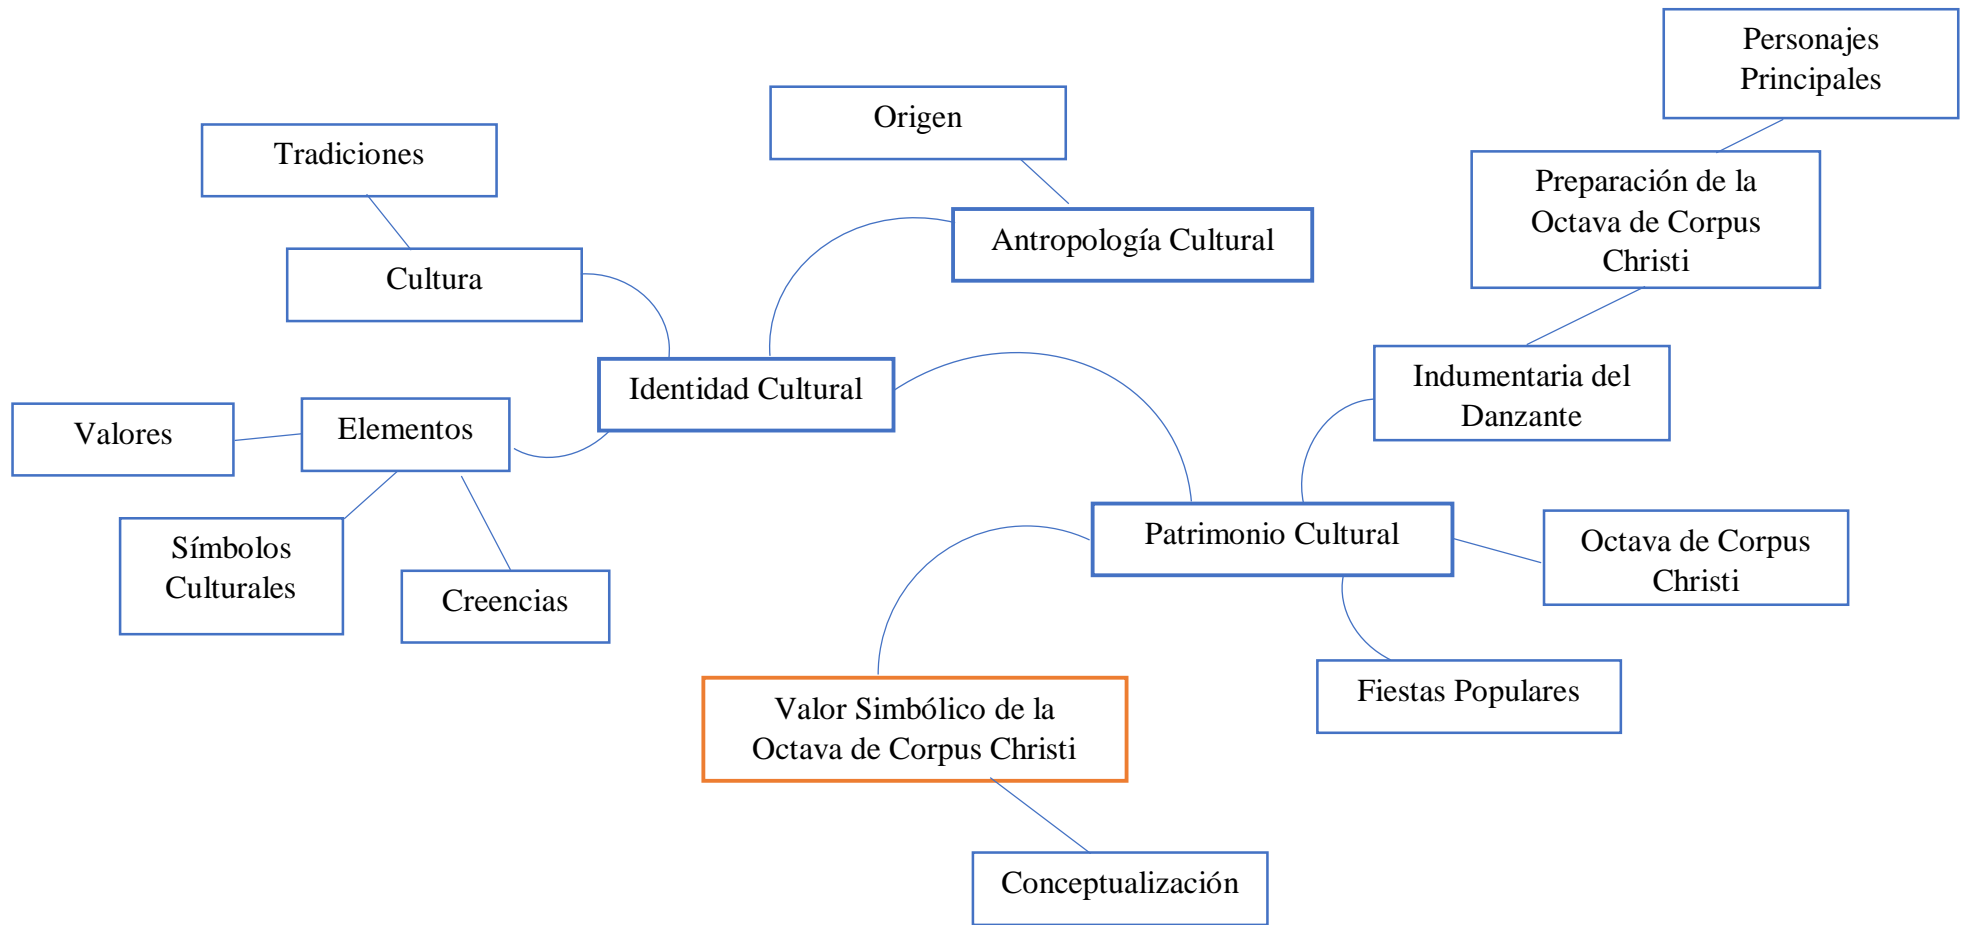 Personajes
Principales
Origen
Tradiciones
Preparación de la
Octava de Corpus
Christi
Antropología Cultural
Cultura
Identidad Cultural
Indumentaria del
Danzante
Valores
Elementos
Patrimonio Cultural
Octava de Corpus
Christi
Símbolos
Culturales
Creencias
Fiestas Populares
Valor Simbólico de la
Octava de Corpus Christi
Conceptualización